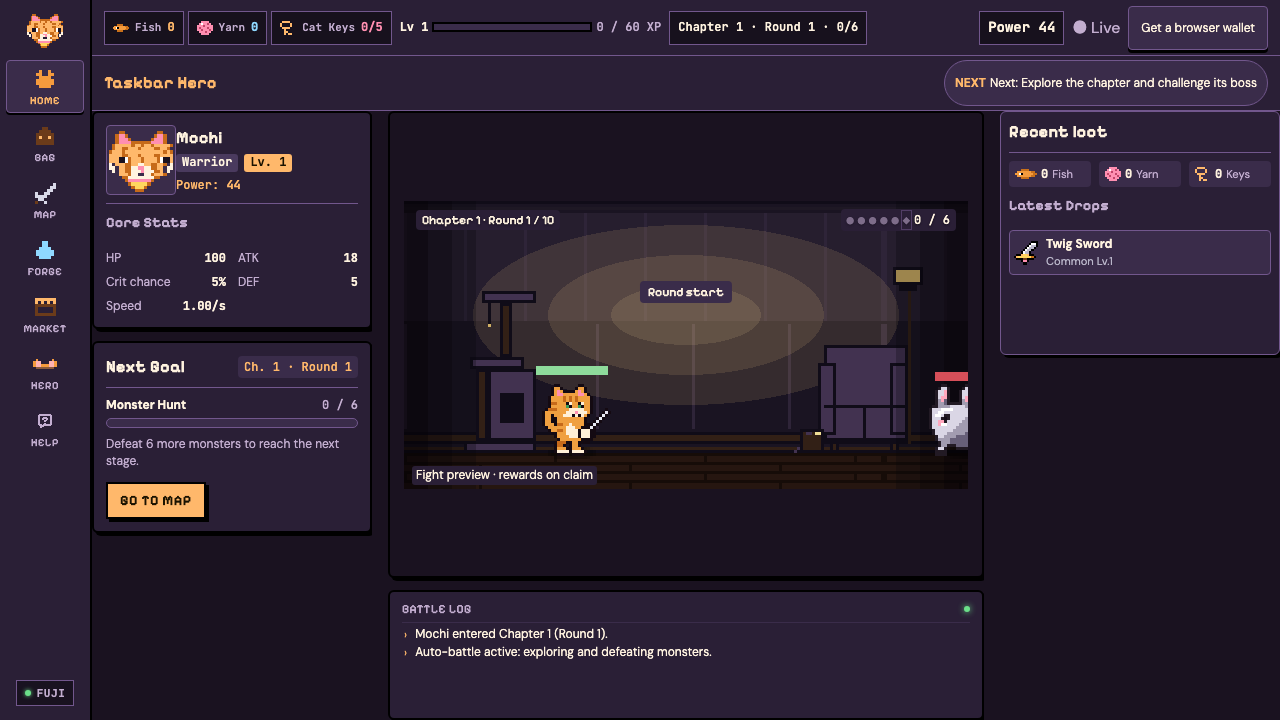 Fish 0
Yarn 0
Cat Keys 0/5
Lv 1
0 / 60 XP
Chapter 1 · Round 1 · 0/6
Power 44
Live
Get a browser wallet
HOME
BAG
MAP
FORGE
MARKET
HERO
HELP
FUJI
Taskbar Hero
NEXT Next: Explore the chapter and challenge its boss
Mochi
Warrior
Lv. 1
Power: 44
Core Stats
HP 100 ATK 18
Crit chance 5% DEF 5
Speed 1.00/s
Next Goal
Ch. 1 · Round 1
Monster Hunt 0 / 6
Defeat 6 more monsters to reach the next
stage.
GO TO MAP
Chapter 1 · Round 1 / 10
0 / 6
Round start
Fight preview · rewards on claim
BATTLE LOG
› Mochi entered Chapter 1 (Round 1).
› Auto-battle active: exploring and defeating monsters.
Recent loot
0 Fish
0 Yarn
0 Keys
Latest Drops
Twig Sword
Common Lv.1